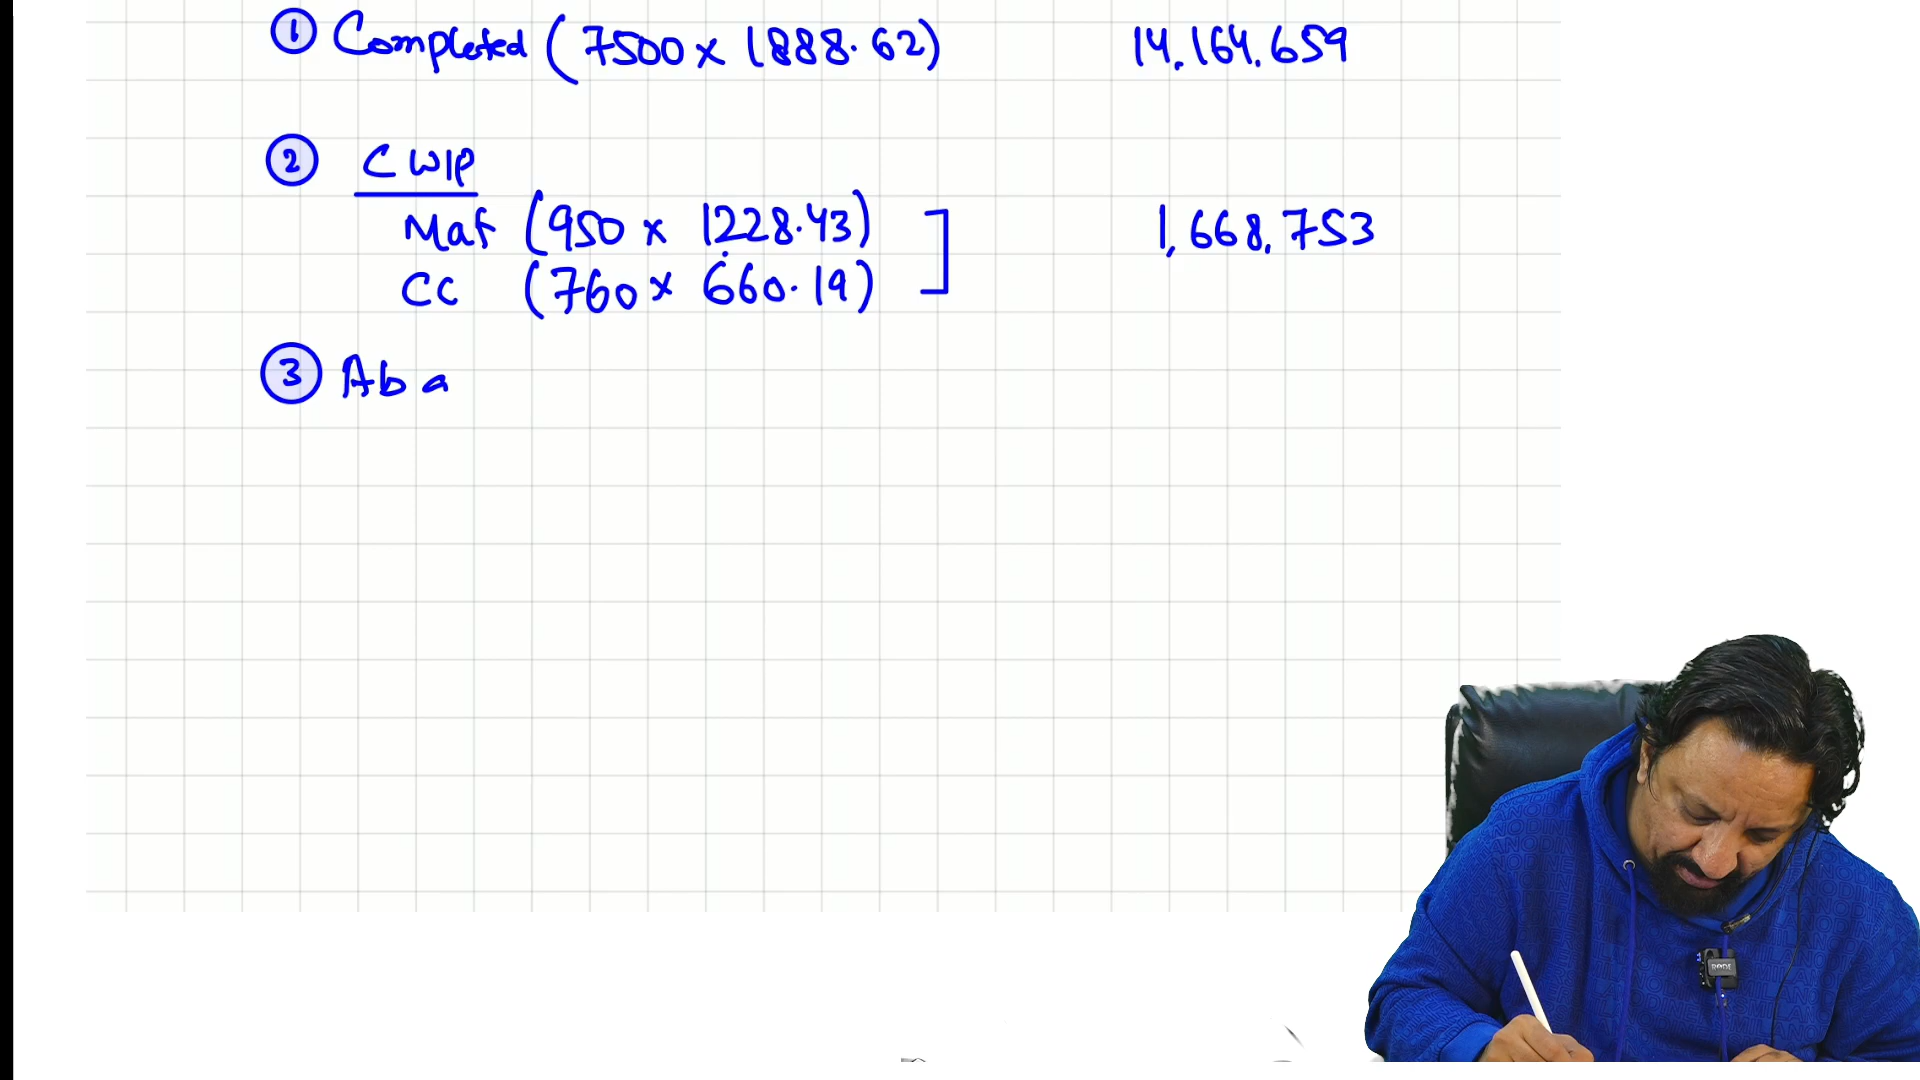 ① Completed (7500 x 1888.62) 14,164,659
② CWIP
Mat (950 x 1228.43) ] 1,668,753
CC (760 x 660.19)
③ Ab a
RODE